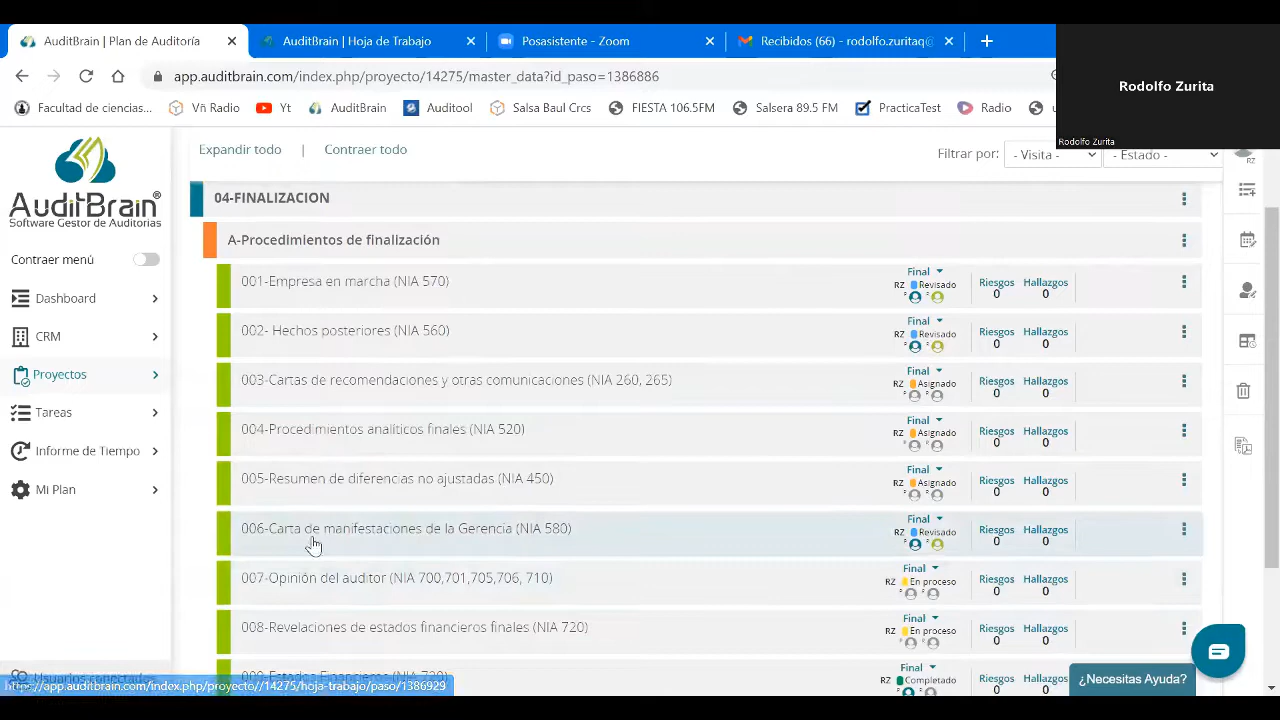 AuditBrain | Plan de Auditoría
AuditBrain | Hoja de Trabajo
Posasistente - Zoom
Recibidos (66) - rodolfo.zuritaq@
app.auditbrain.com/index.php/proyecto/14275/master_data?id_paso=1386886
Rodolfo Zurita
Rodolfo Zurita
Facultad de ciencias...
Vñ Radio
Yt
AuditBrain
Auditool
Salsa Baul Crcs
FIESTA 106.5FM
Salsera 89.5 FM
PracticaTest
Radio
AUDITBRAIN®
Software Gestor de Auditorias
Contraer menú
Dashboard
CRM
Proyectos
Tareas
Informe de Tiempo
Mi Plan
Usuarios conectados
Expandir todo | Contraer todo
Filtrar por: - Visita - - Estado -
RZ
04-FINALIZACION
A-Procedimientos de finalización
001-Empresa en marcha (NIA 570)
Final
RZ Revisado
Riesgos 0 Hallazgos 0
002- Hechos posteriores (NIA 560)
Final
RZ Revisado
Riesgos 0 Hallazgos 0
003-Cartas de recomendaciones y otras comunicaciones (NIA 260, 265)
Final
RZ Asignado
Riesgos 0 Hallazgos 0
004-Procedimientos analíticos finales (NIA 520)
Final
RZ Asignado
Riesgos 0 Hallazgos 0
005-Resumen de diferencias no ajustadas (NIA 450)
Final
RZ Asignado
Riesgos 0 Hallazgos 0
006-Carta de manifestaciones de la Gerencia (NIA 580)
Final
RZ Revisado
Riesgos 0 Hallazgos 0
007-Opinión del auditor (NIA 700,701,705,706, 710)
Final
RZ En proceso
Riesgos 0 Hallazgos 0
008-Revelaciones de estados financieros finales (NIA 720)
Final
RZ En proceso
Riesgos 0 Hallazgos 0
009-Estados Financieros (NIA 720)
Final
RZ Completado
Riesgos 0 Hallazgos 0
https://app.auditbrain.com/index.php/proyecto//14275/hoja-trabajo/paso/1386929
¿Necesitas Ayuda?